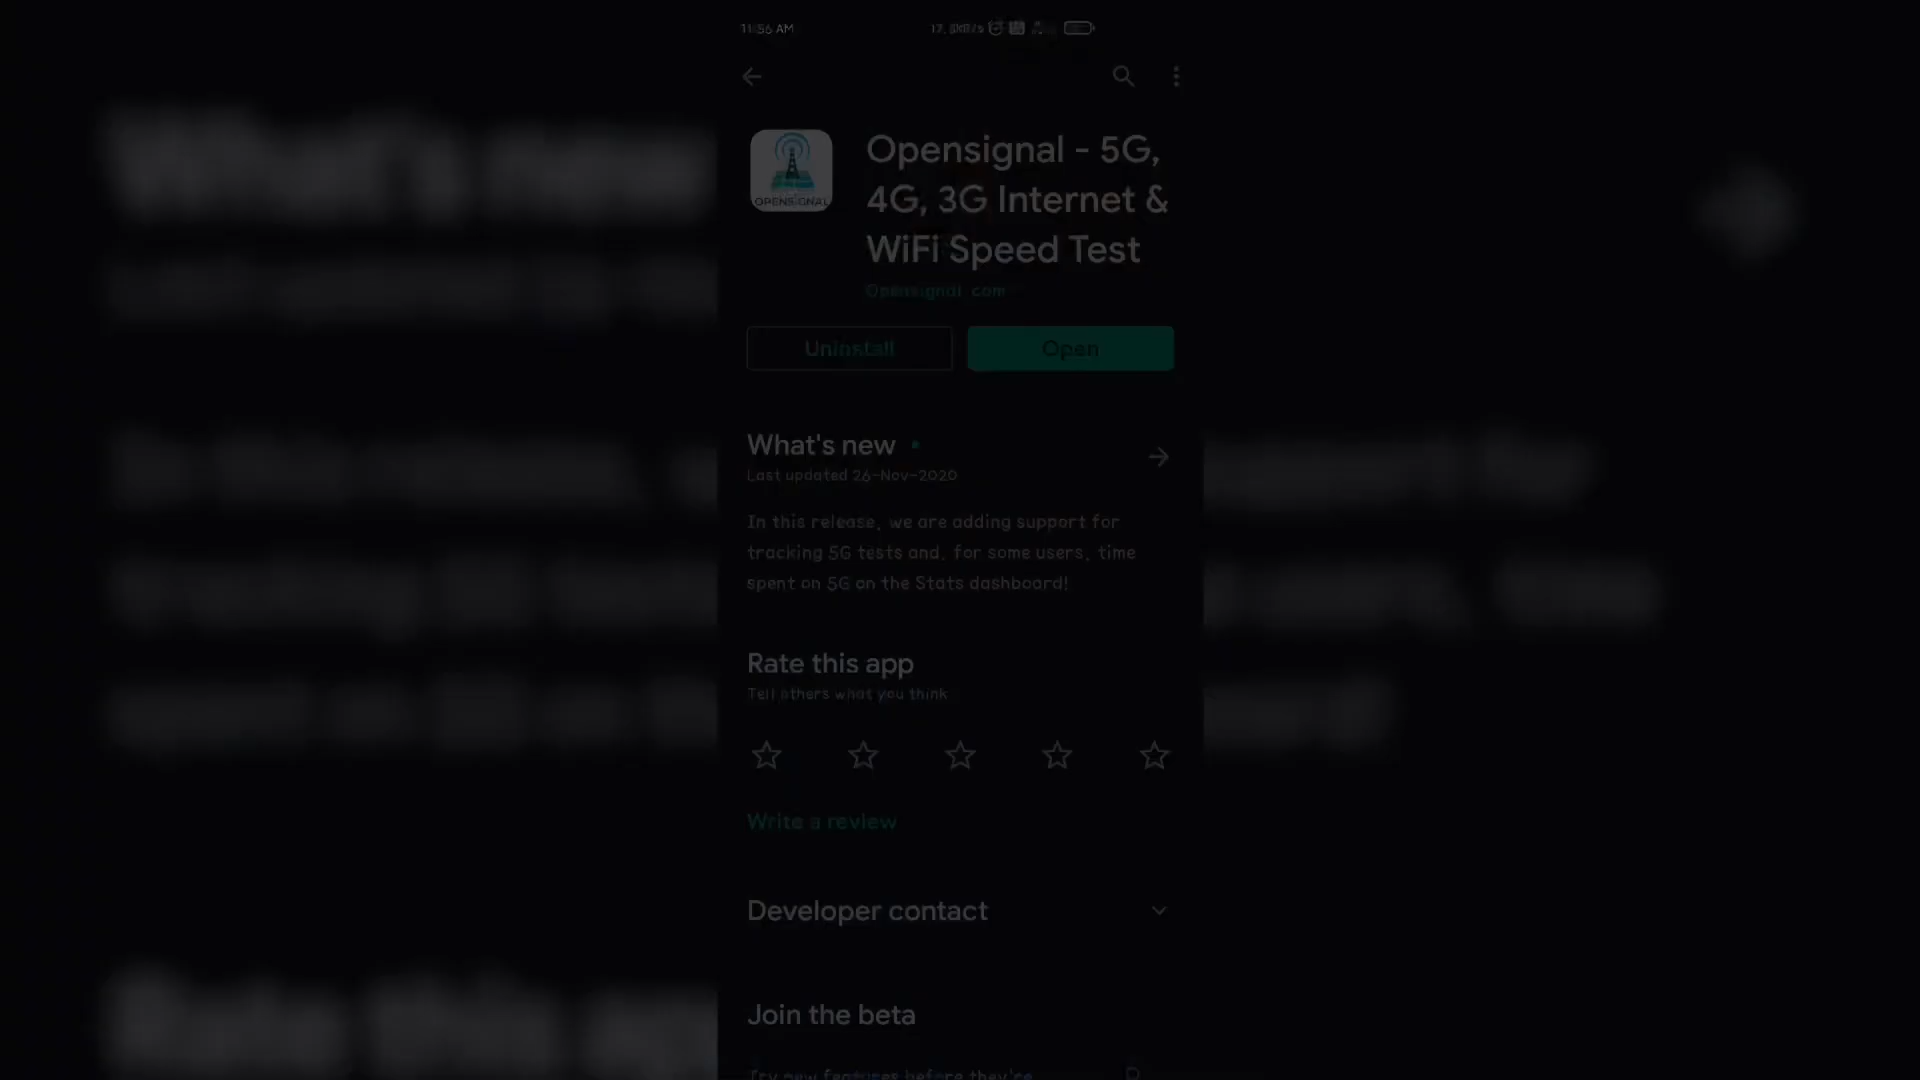 11:56 AM
Opensignal - 5G,
4G, 3G Internet &
WiFi Speed Test
OPENSIGNAL
Opensignal.com
Uninstall
Open
What's new
Last updated 26-Nov-2020
In this release, we are adding support for
tracking 5G tests and, for some users, time
spent on 5G on the Stats dashboard!
Rate this app
Tell others what you think
Write a review
Developer contact
Join the beta
Try new features before they're